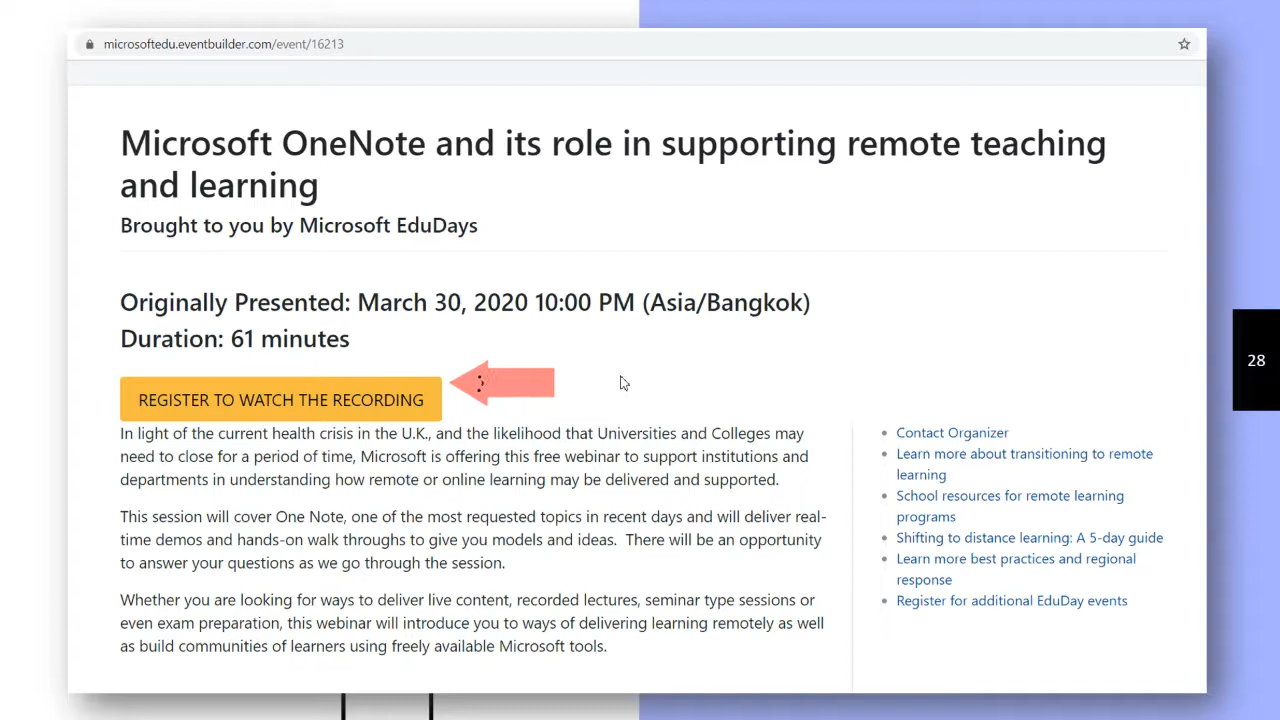 microsoftedu.eventbuilder.com/event/16213
Microsoft OneNote and its role in supporting remote teaching
and learning
Brought to you by Microsoft EduDays
Originally Presented: March 30, 2020 10:00 PM (Asia/Bangkok)
Duration: 61 minutes
REGISTER TO WATCH THE RECORDING
In light of the current health crisis in the U.K., and the likelihood that Universities and Colleges may
need to close for a period of time, Microsoft is offering this free webinar to support institutions and
departments in understanding how remote or online learning may be delivered and supported.
This session will cover One Note, one of the most requested topics in recent days and will deliver real-
time demos and hands-on walk throughs to give you models and ideas.  There will be an opportunity
to answer your questions as we go through the session.
Whether you are looking for ways to deliver live content, recorded lectures, seminar type sessions or
even exam preparation, this webinar will introduce you to ways of delivering learning remotely as well
as build communities of learners using freely available Microsoft tools.
Contact Organizer
Learn more about transitioning to remote
learning
School resources for remote learning
programs
Shifting to distance learning: A 5-day guide
Learn more best practices and regional
response
Register for additional EduDay events
28